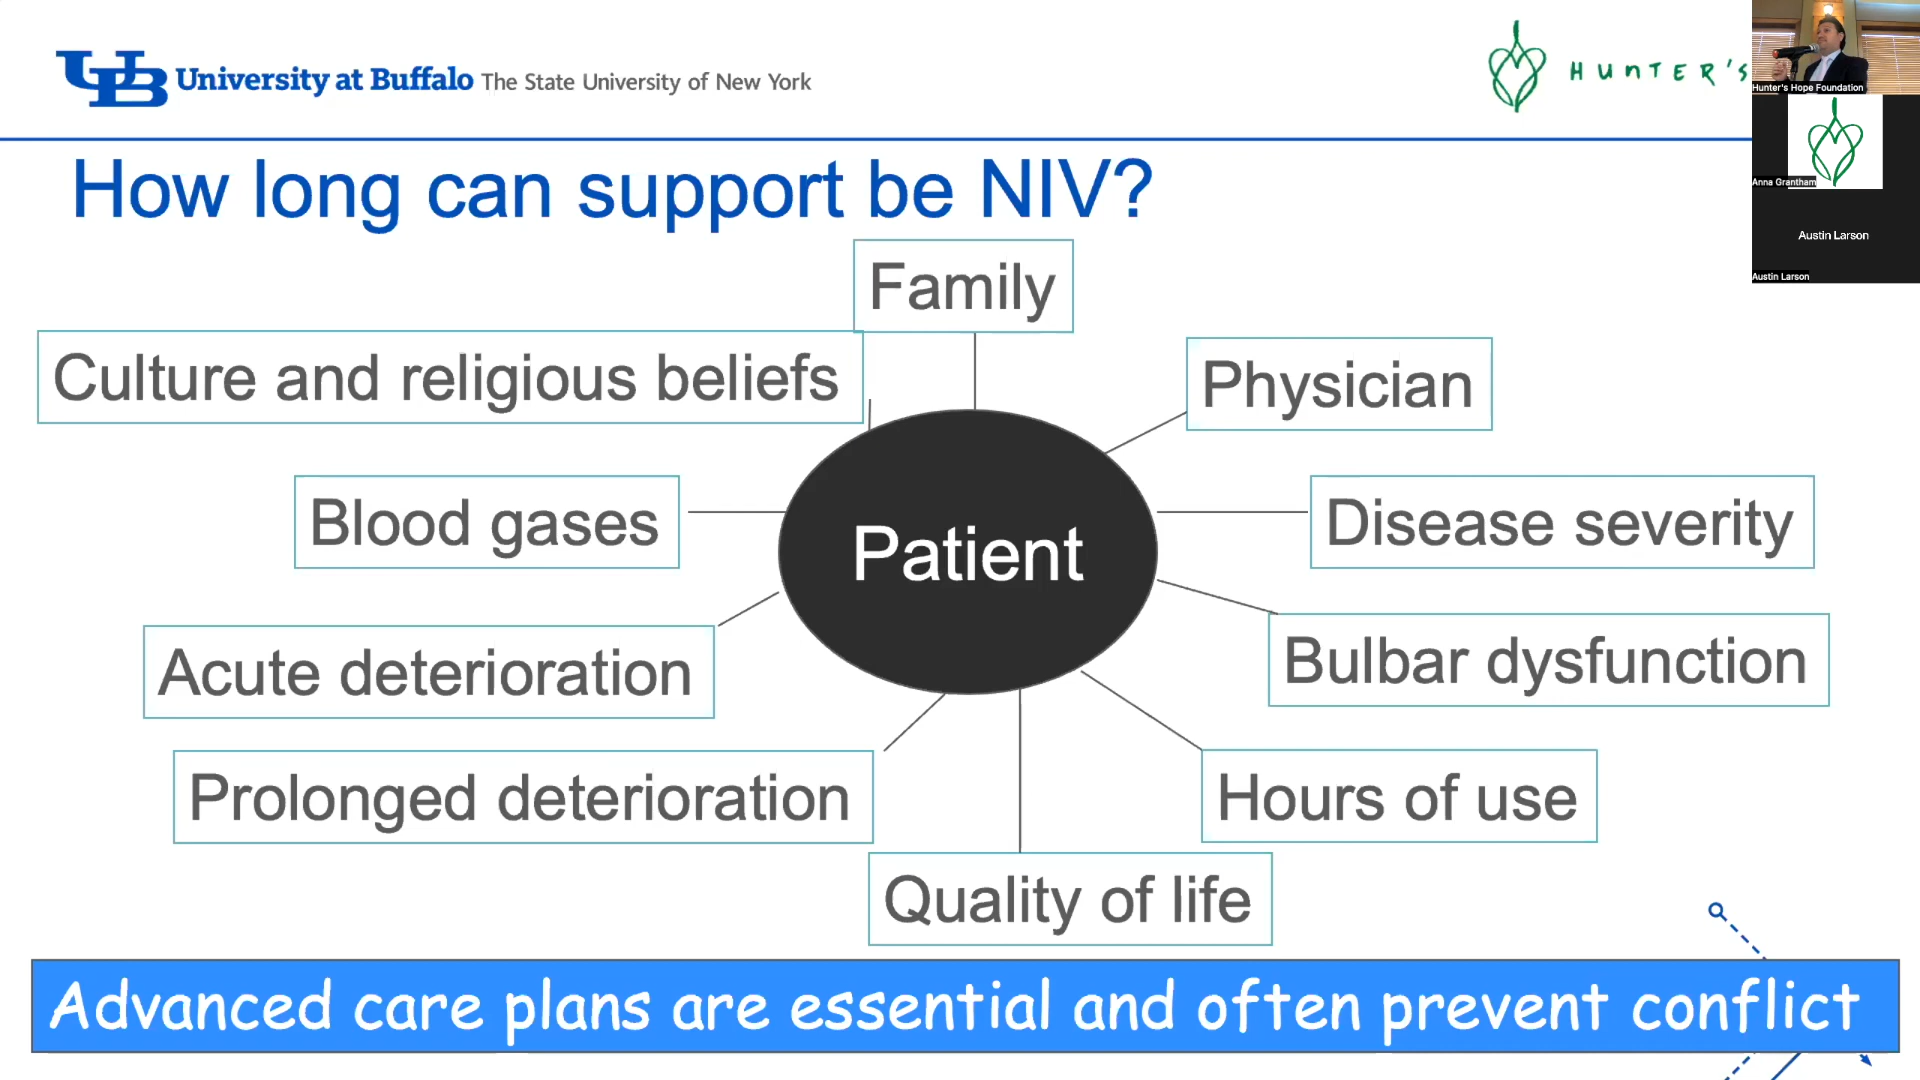 UB University at Buffalo The State University of New York
HUNTER'S
Hunter's Hope Foundation
Anna Grantham
Austin Larson
Austin Larson
How long can support be NIV?
Family
Culture and religious beliefs
Physician
Blood gases
Disease severity
Patient
Acute deterioration
Bulbar dysfunction
Prolonged deterioration
Hours of use
Quality of life
Advanced care plans are essential and often prevent conflict